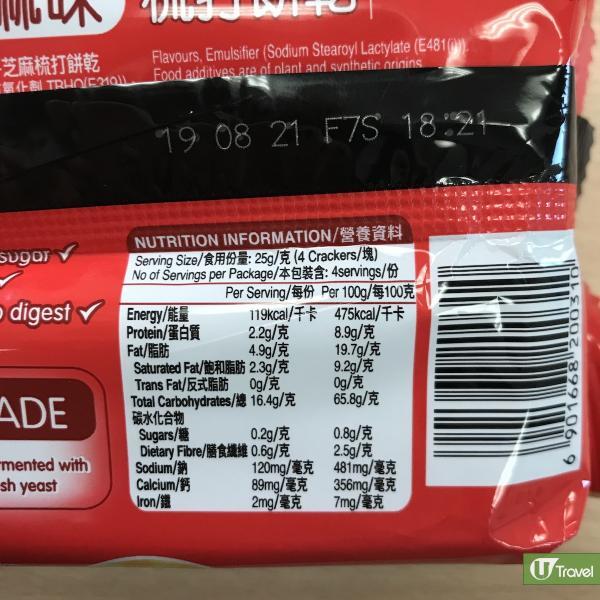 梳打餅乾
Flavours, Emulsifier (Sodium Stearoyl Lactylate (E481(i))).
芝麻梳打餅乾
Food additives are of plant and synthetic origins
TBHQ(E319)).
19 08 21 F7S 18:21
sugar ✓
✓
digest ✓
ADE
rmented with
sh yeast
NUTRITION INFORMATION/營養資料
Serving Size/食用份量: 25g/克 (4 Crackers/塊)
No of Servings per Package/本包裝含: 4servings/份
Per Serving/每份 Per 100g/每100克
Energy/能量 119kcal/千卡 475kcal/千卡
Protein/蛋白質 2.2g/克 8.9g/克
Fat/脂肪 4.9g/克 19.7g/克
Saturated Fat/飽和脂肪 2.3g/克 9.2g/克
Trans Fat/反式脂肪 0g/克 0g/克
Total Carbohydrates/總 16.4g/克 65.8g/克
碳水化合物
Sugars/糖 0.2g/克 0.8g/克
Dietary Fibre/膳食纖維 0.6g/克 2.5g/克
Sodium/鈉 120mg/毫克 481mg/毫克
Calcium/鈣 89mg/毫克 356mg/毫克
Iron/鐵 2mg/毫克 7mg/毫克
6 901668 200310
U Travel